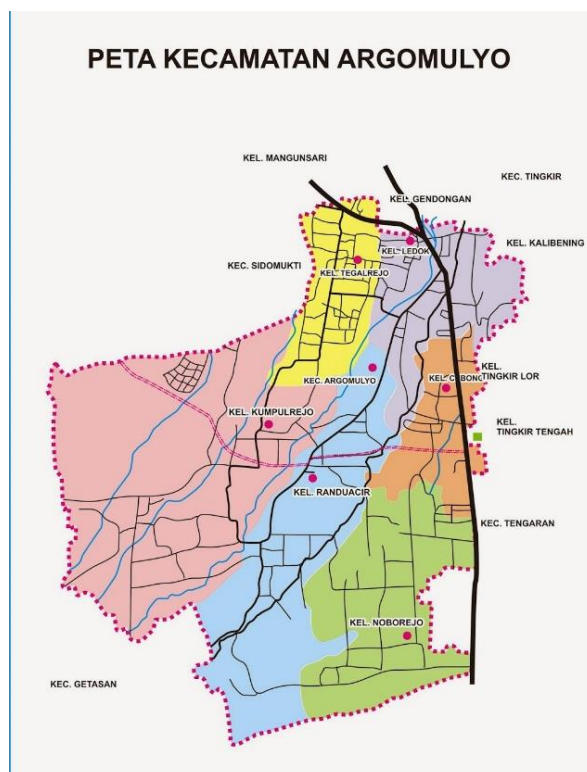 PETA KECAMATAN ARGOMULYO
KEL. MANGUNSARI
KEC. TINGKIR
KEL. GENDONGAN
KEL. KALIBENING
KEL. LEDOK
KEC. SIDOMUKTI
KEL. TEGALREJO
KEL.
TINGKIR LOR
KEC. ARGOMULYO
KEL.
KEL. KUMPULREJO
KEL.
TINGKIR TENGAH
KEL. RANDUACIR
KEC. TENGARAN
KEL. NOBOREJO
KEC. GETASAN